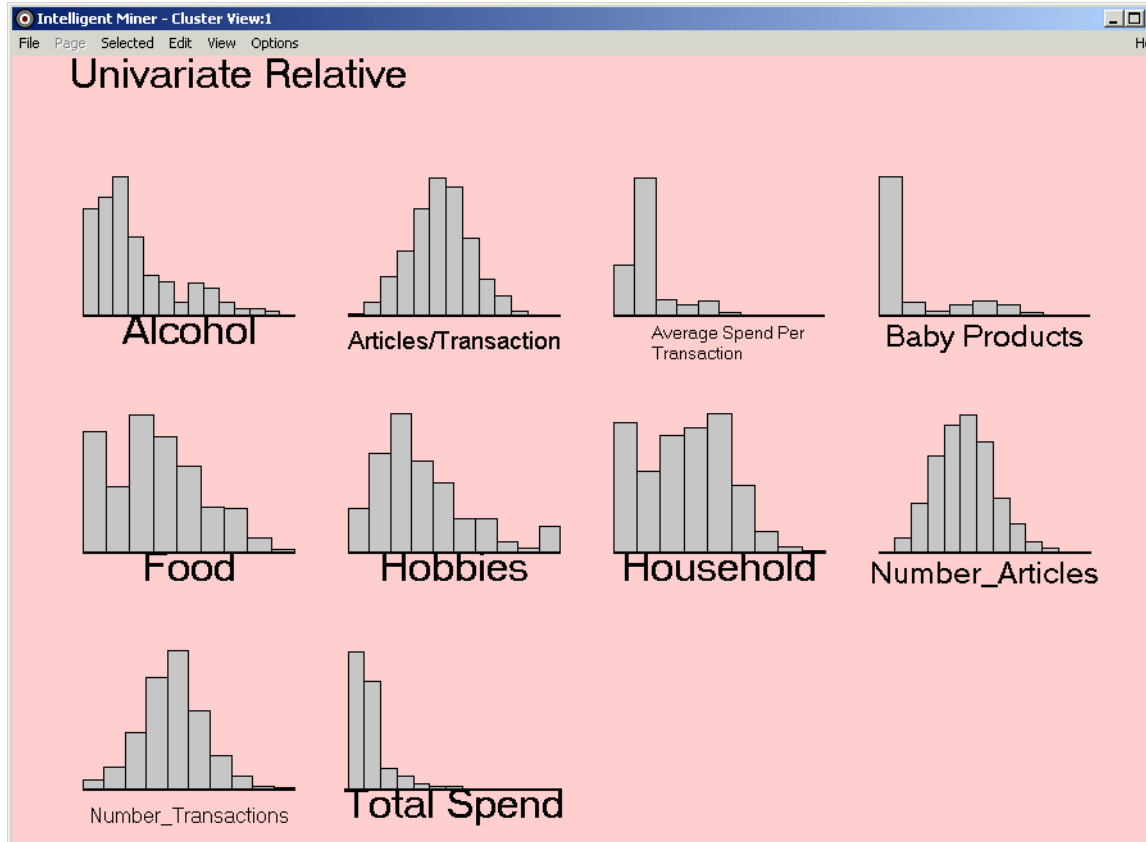 Intelligent Miner - Cluster View:1
File Page Selected Edit View Options
Univariate Relative
Alcohol
Articles/Transaction
Average Spend Per
Transaction
Baby Products
Food
Hobbies
Household
Number_Articles
Number_Transactions
Total Spend